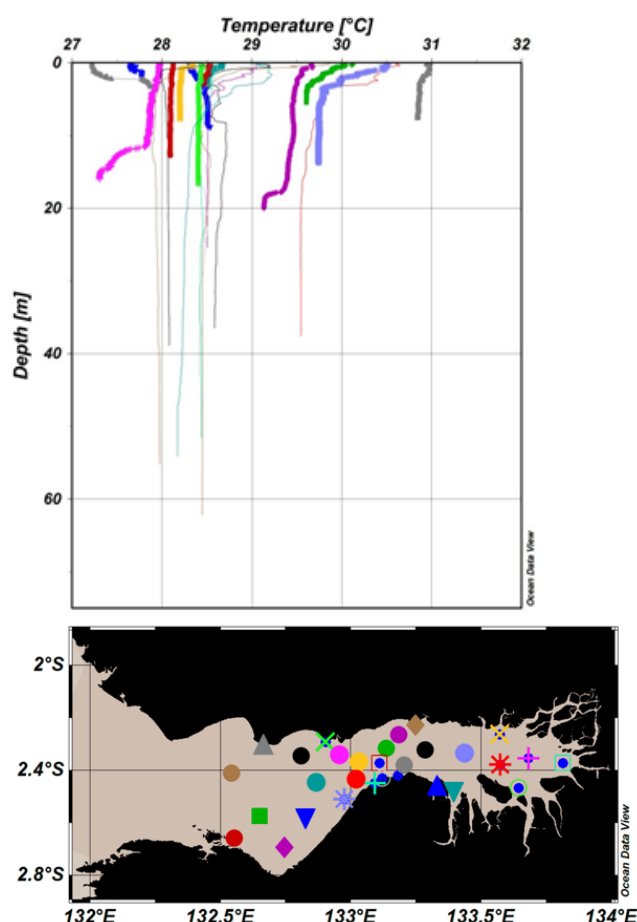 Temperature [°C]
27 28 29 30 31 32
0
20
Depth [m]
40
60
Ocean Data View
2°S
2.4°S
2.8°S
Ocean Data View
132°E 132.5°E 133°E 133.5°E 134°E